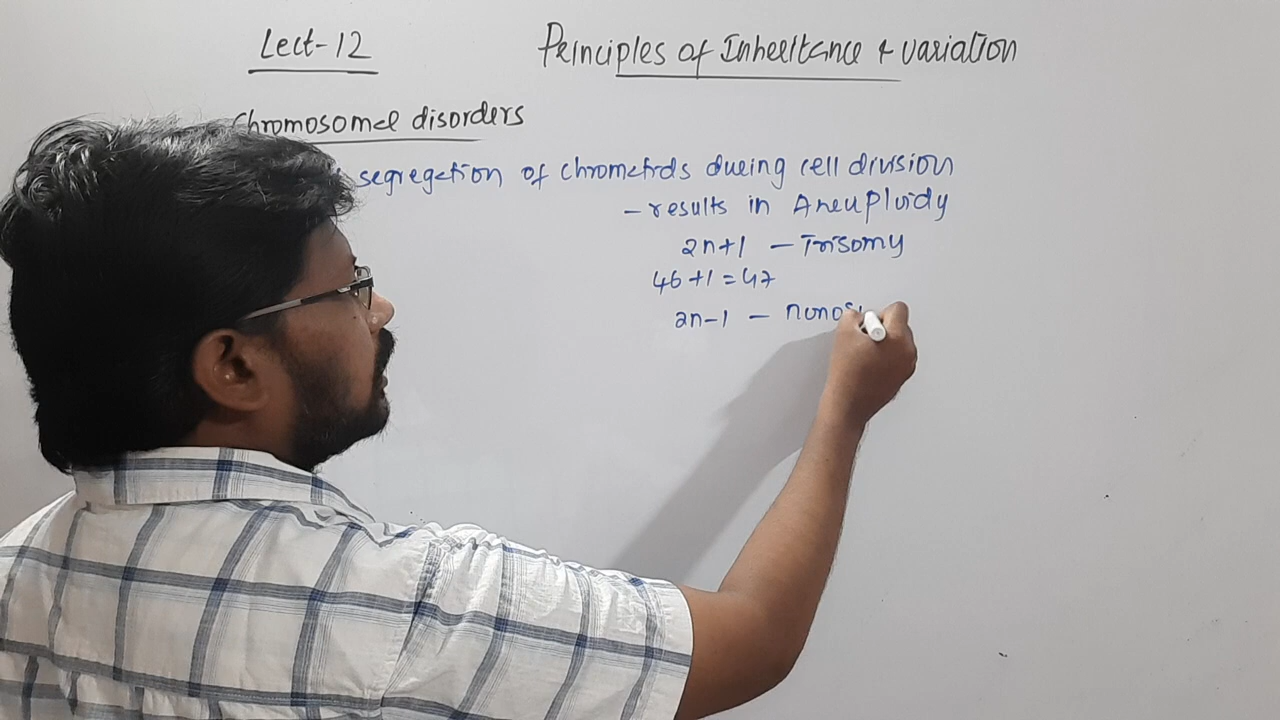 Lect-12
Principles of Inheritance & variation
Chromosomal disorders
segregation of chromatids during cell division
- results in Aneuploidy
2n+1 - Trisomy
46+1=47
2n-1 -